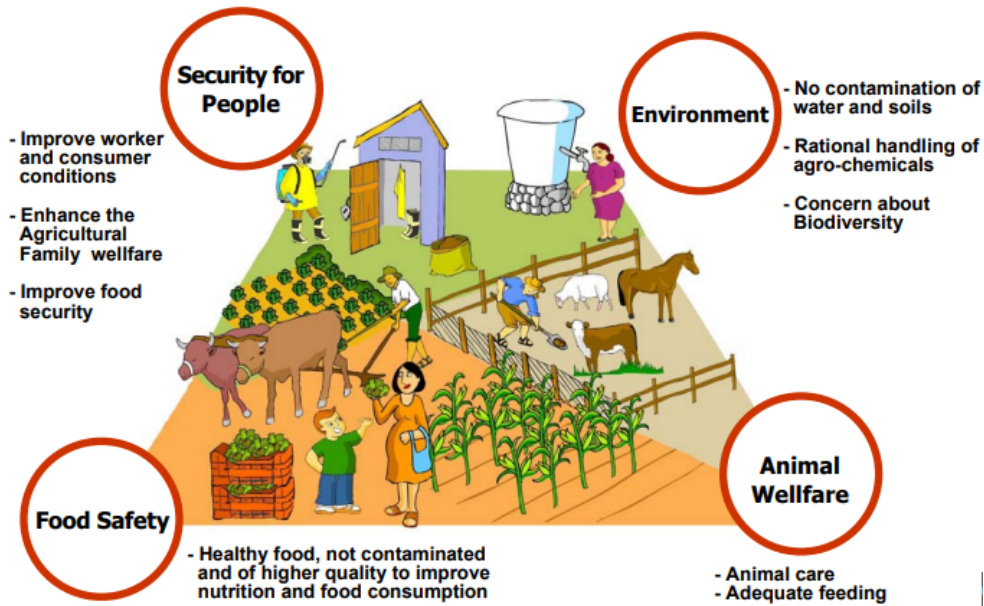 Security for
People
- Improve worker
and consumer
conditions
- Enhance the
Agricultural
Family wellfare
- Improve food
security
Environment
- No contamination of
water and soils
- Rational handling of
agro-chemicals
- Concern about
Biodiversity
Food Safety
- Healthy food, not contaminated
and of higher quality to improve
nutrition and food consumption
Animal
Wellfare
- Animal care
- Adequate feeding